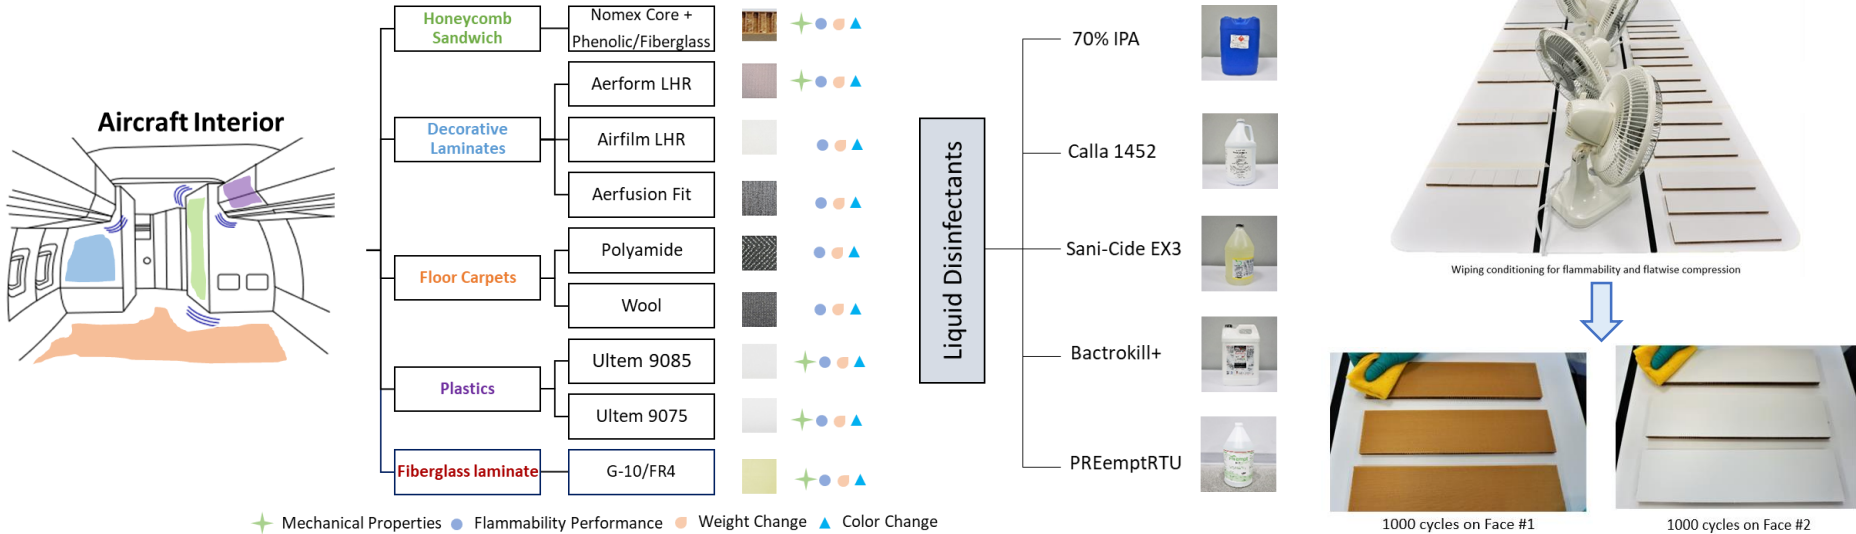 Aircraft Interior
Honeycomb
Sandwich
Nomex Core +
Phenolic/Fiberglass
Decorative
Laminates
Aerform LHR
Airfilm LHR
Aerfusion Fit
Floor Carpets
Polyamide
Wool
Plastics
Ultem 9085
Ultem 9075
Fiberglass laminate
G-10/FR4
Mechanical Properties
Flammability Performance
Weight Change
Color Change
Liquid Disinfectants
70% IPA
Calla 1452
Sani-Cide EX3
Bactrokill+
PREemptRTU
Wiping conditioning for flammability and flatwise compression
1000 cycles on Face #1
1000 cycles on Face #2